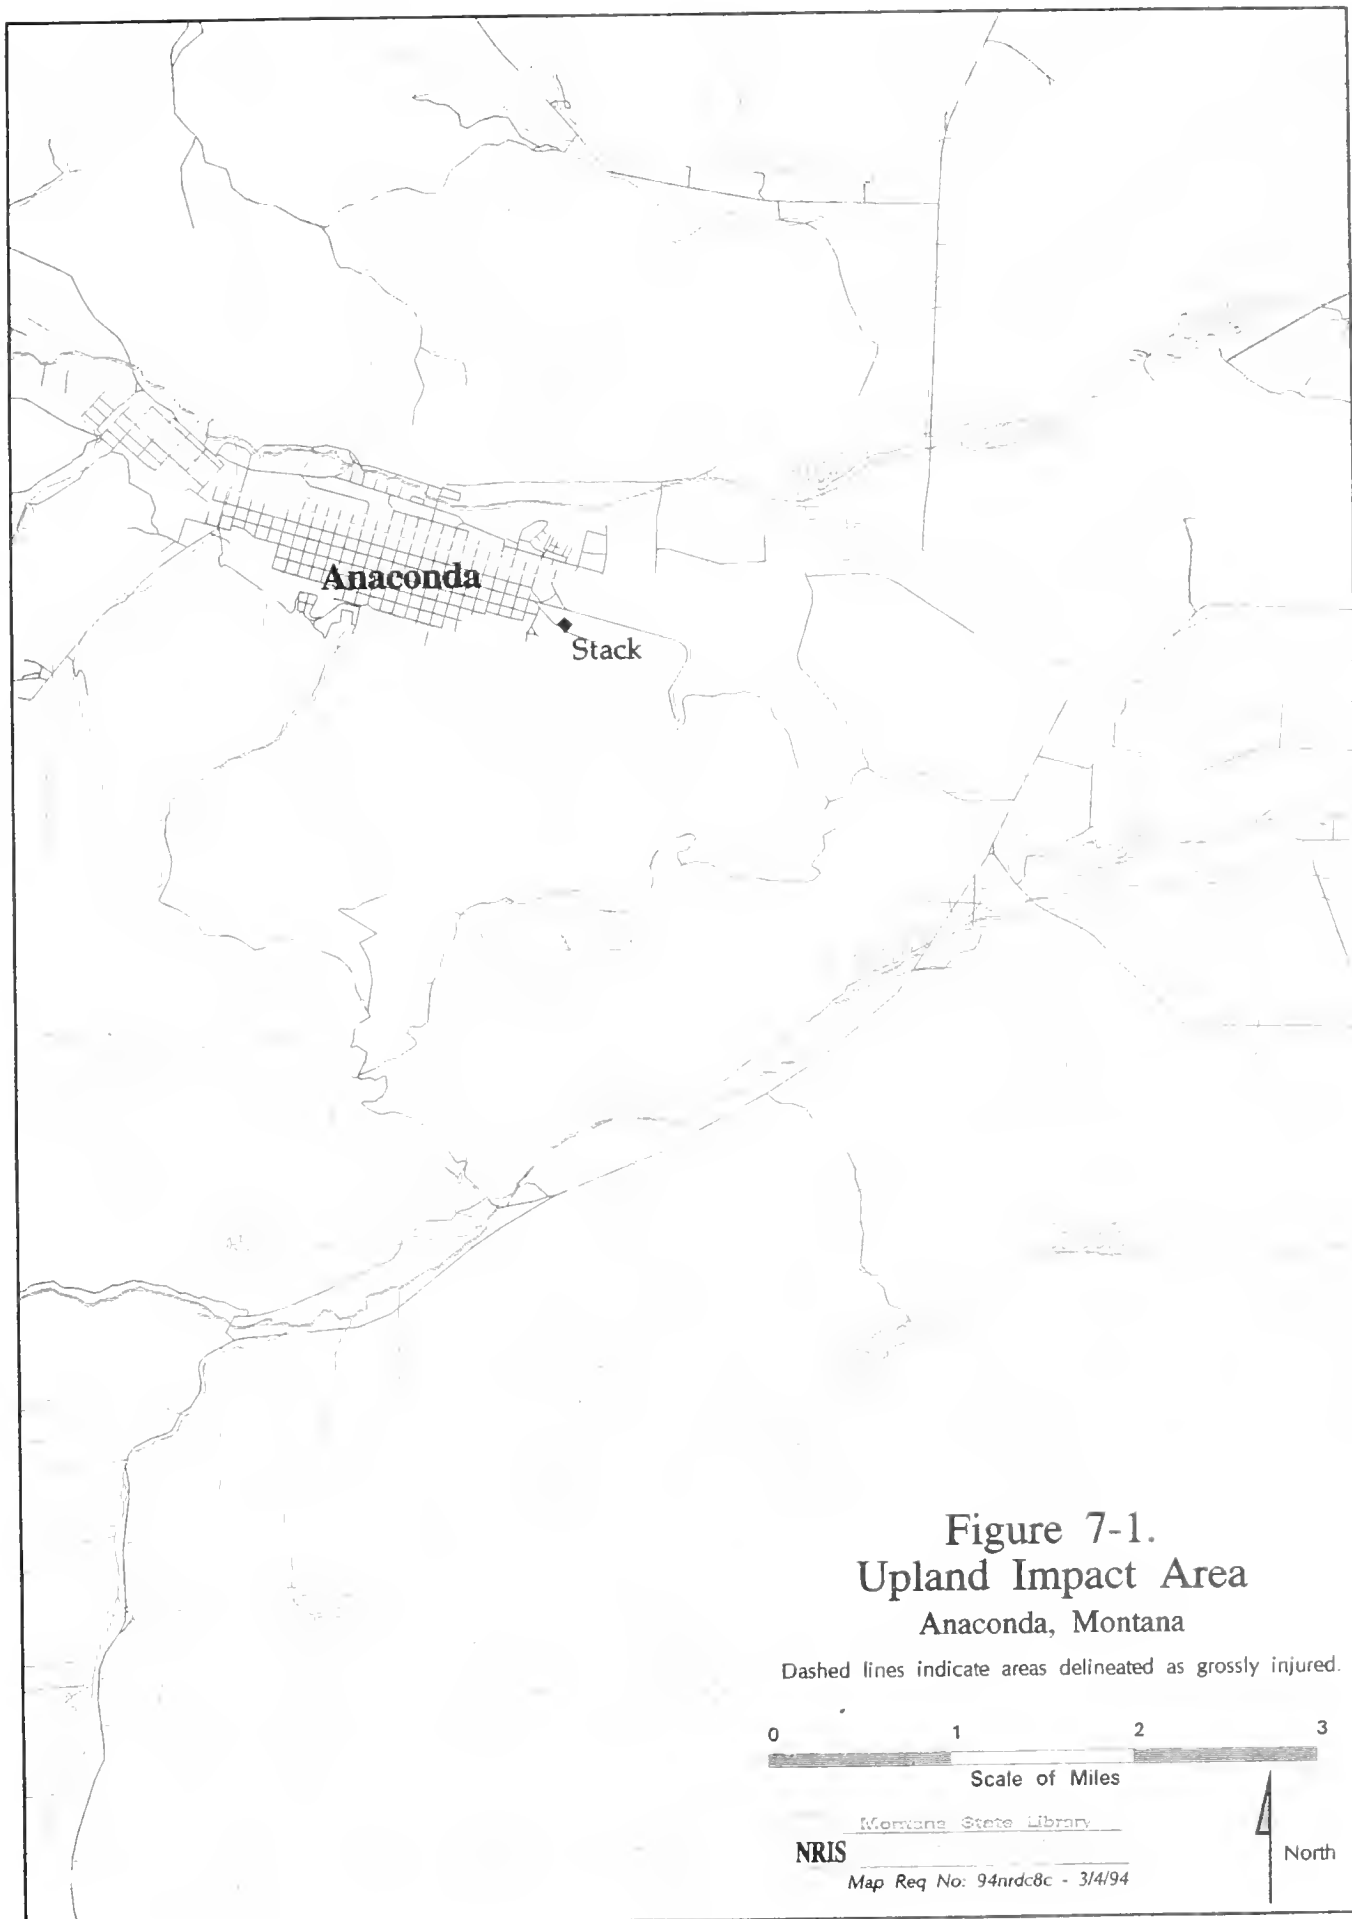 Anaconda
Stack
Figure 7-1.
Upland Impact Area
Anaconda, Montana
Dashed lines indicate areas delineated as grossly injured.
0 1 2 3
Scale of Miles
Montana State Library
NRIS
Map Req No: 94nrdc8c - 3/4/94
North